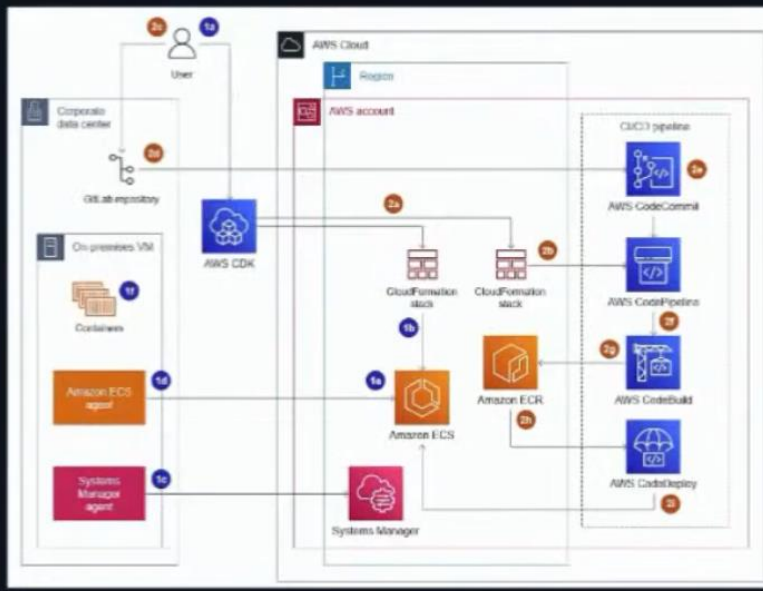 2c
1a
User
AWS Cloud
Region
Corporate
data center
AWS account
CI/CD pipeline
2d
2e
GitLab repository
AWS CodeCommit
2a
On-premises VM
AWS CDK
2b
CloudFormation
stack
CloudFormation
stack
AWS CodePipeline
1f
Containers
1b
2f
2g
Amazon ECS
agent
1d
1e
Amazon ECS
Amazon ECR
AWS CodeBuild
2h
Systems
Manager
agent
1c
Systems Manager
AWS CodeDeploy
2i